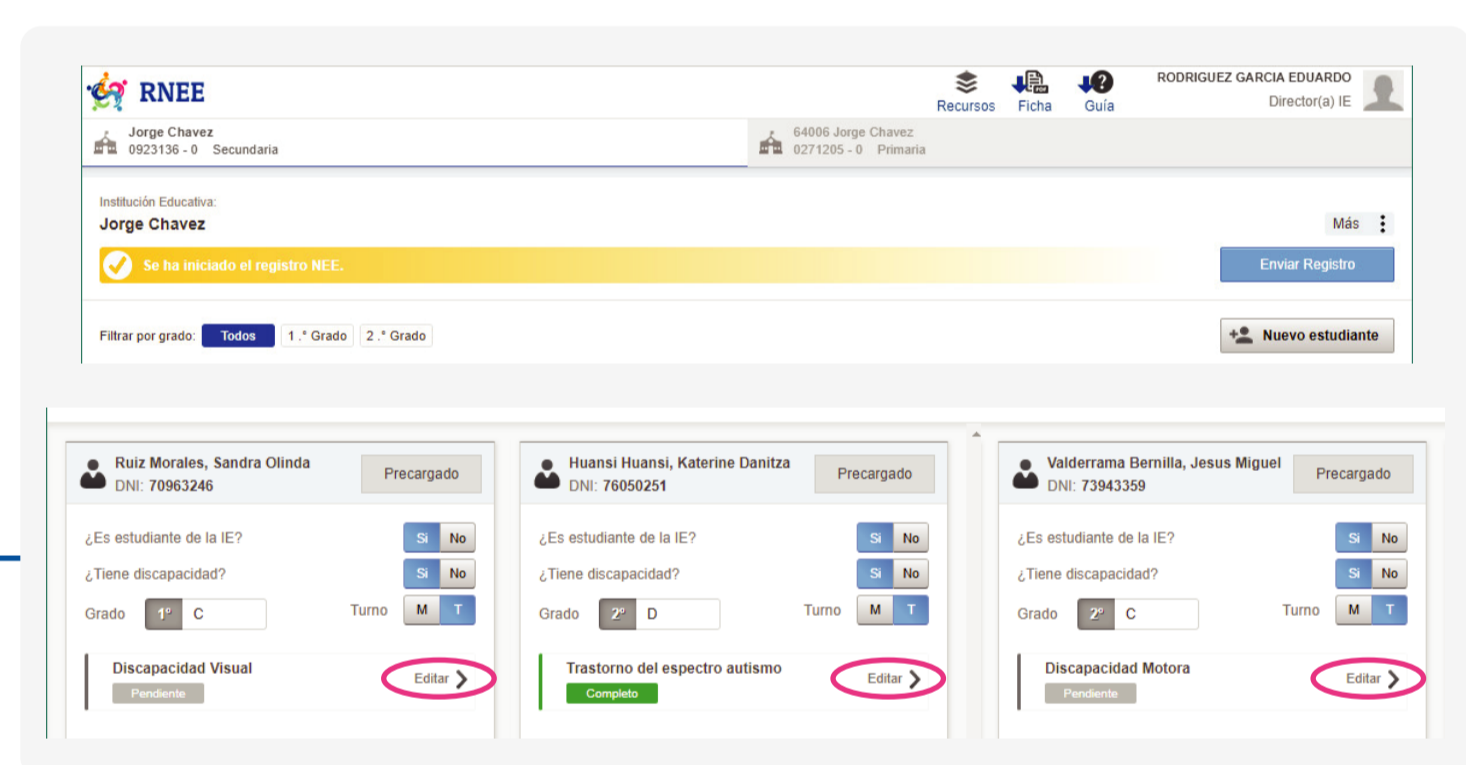 RNEE
Recursos
Ficha
Guía
RODRIGUEZ GARCIA EDUARDO
Director(a) IE
Jorge Chavez
0923136 - 0 Secundaria
64006 Jorge Chavez
0271205 - 0 Primaria
Institución Educativa:
Jorge Chavez
Más
Se ha iniciado el registro NEE.
Enviar Registro
Filtrar por grado: Todos 1.° Grado 2.° Grado
Nuevo estudiante
Ruiz Morales, Sandra Olinda
DNI: 70963246
Precargado
¿Es estudiante de la IE? Si No
¿Tiene discapacidad? Si No
Grado 1º C Turno M T
Discapacidad Visual
Pendiente
Editar
Huansi Huansi, Katerine Danitza
DNI: 76050251
Precargado
¿Es estudiante de la IE? Si No
¿Tiene discapacidad? Si No
Grado 2º D Turno M T
Trastorno del espectro autismo
Completo
Editar
Valderrama Bernilla, Jesus Miguel
DNI: 73943359
Precargado
¿Es estudiante de la IE? Si No
¿Tiene discapacidad? Si No
Grado 2º C Turno M T
Discapacidad Motora
Pendiente
Editar